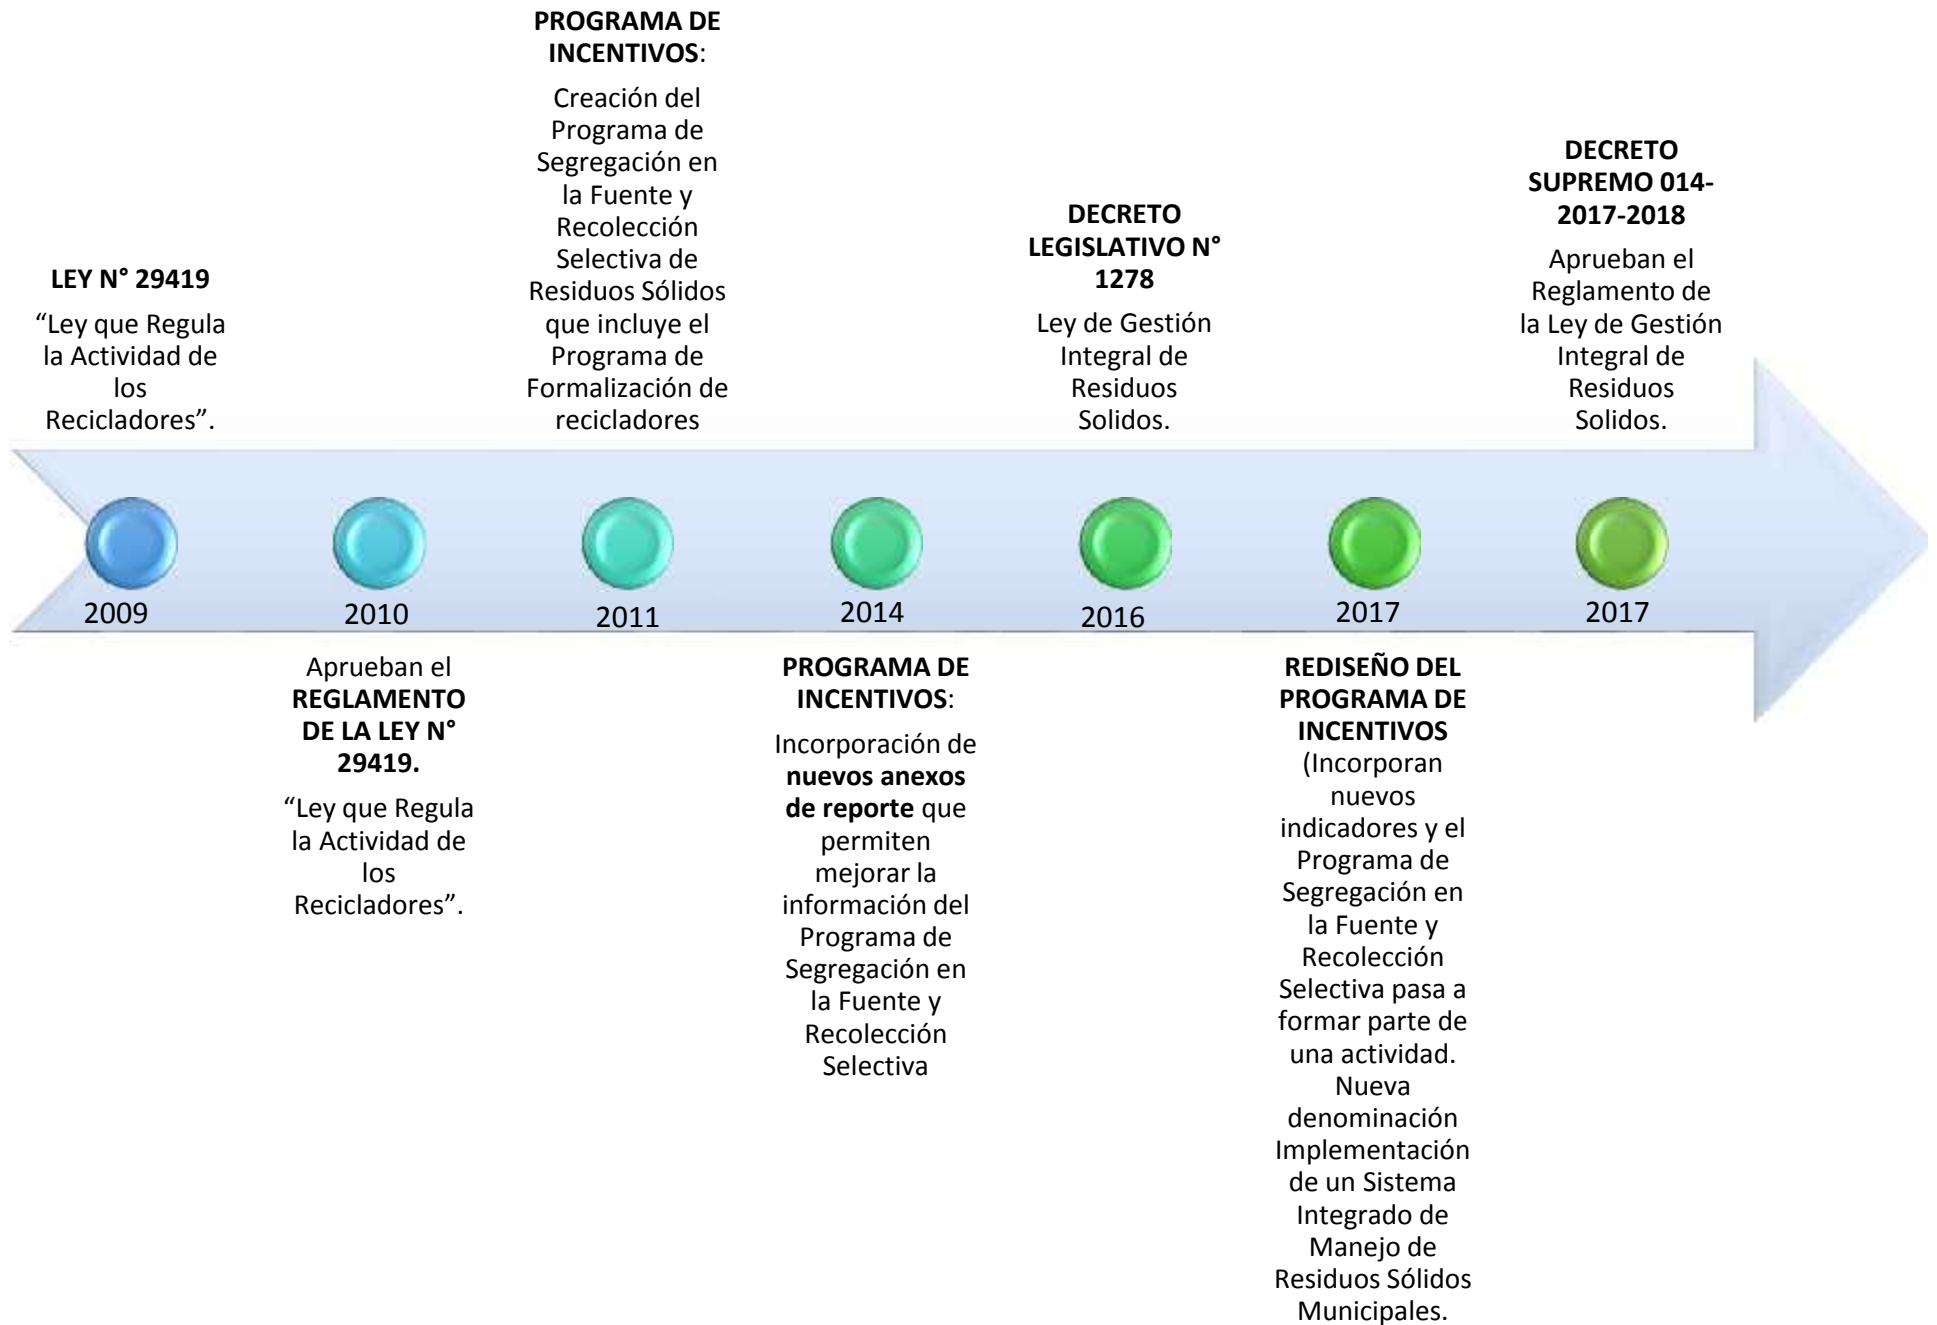 LEY N° 29419
“Ley que Regula
la Actividad de
los
Recicladores”.
2009
2010
Aprueban el
REGLAMENTO
DE LA LEY N°
29419.
“Ley que Regula
la Actividad de
los
Recicladores”.
PROGRAMA DE
INCENTIVOS:
Creación del
Programa de
Segregación en
la Fuente y
Recolección
Selectiva de
Residuos Sólidos
que incluye el
Programa de
Formalización de
recicladores
2011
2014
PROGRAMA DE
INCENTIVOS:
Incorporación de
nuevos anexos
de reporte que
permiten
mejorar la
información del
Programa de
Segregación en
la Fuente y
Recolección
Selectiva
DECRETO
LEGISLATIVO N°
1278
Ley de Gestión
Integral de
Residuos
Solidos.
2016
2017
REDISEÑO DEL
PROGRAMA DE
INCENTIVOS
(Incorporan
nuevos
indicadores y el
Programa de
Segregación en
la Fuente y
Recolección
Selectiva pasa a
formar parte de
una actividad.
Nueva
denominación
Implementación
de un Sistema
Integrado de
Manejo de
Residuos Sólidos
Municipales.
DECRETO
SUPREMO 014-
2017-2018
Aprueban el
Reglamento de
la Ley de Gestión
Integral de
Residuos
Solidos.
2017